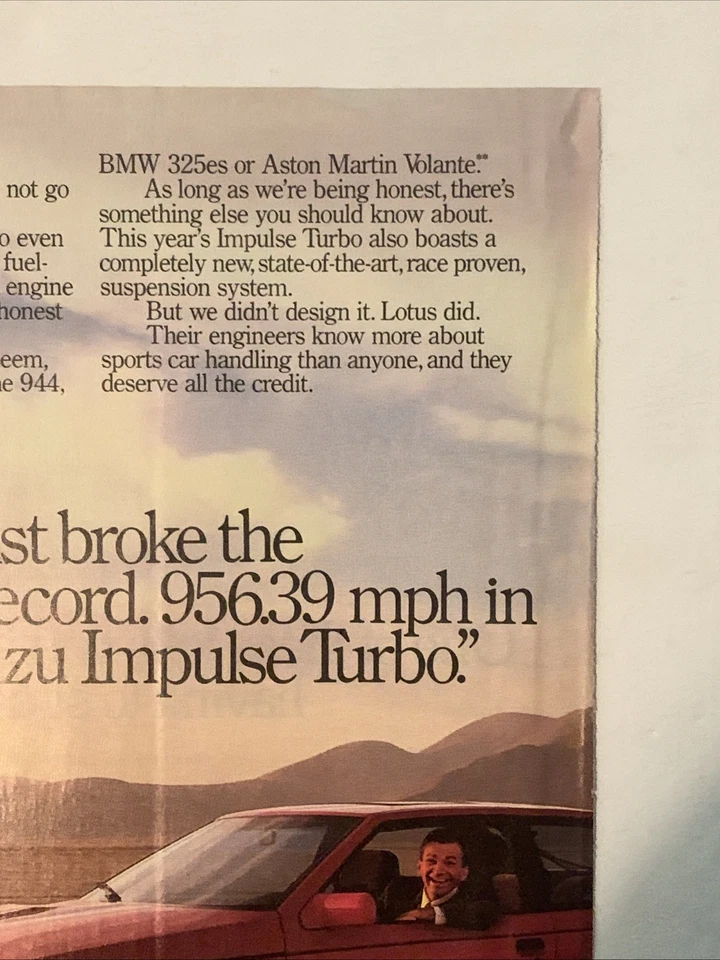 not go
o even
fuel-
engine
honest
eem,
e 944,
BMW 325es or Aston Martin Volante.**
As long as we're being honest, there's
something else you should know about.
This year's Impulse Turbo also boasts a
completely new, state-of-the-art, race proven,
suspension system.
But we didn't design it. Lotus did.
Their engineers know more about
sports car handling than anyone, and they
deserve all the credit.
st broke the
ecord. 956.39 mph in
zu Impulse Turbo."